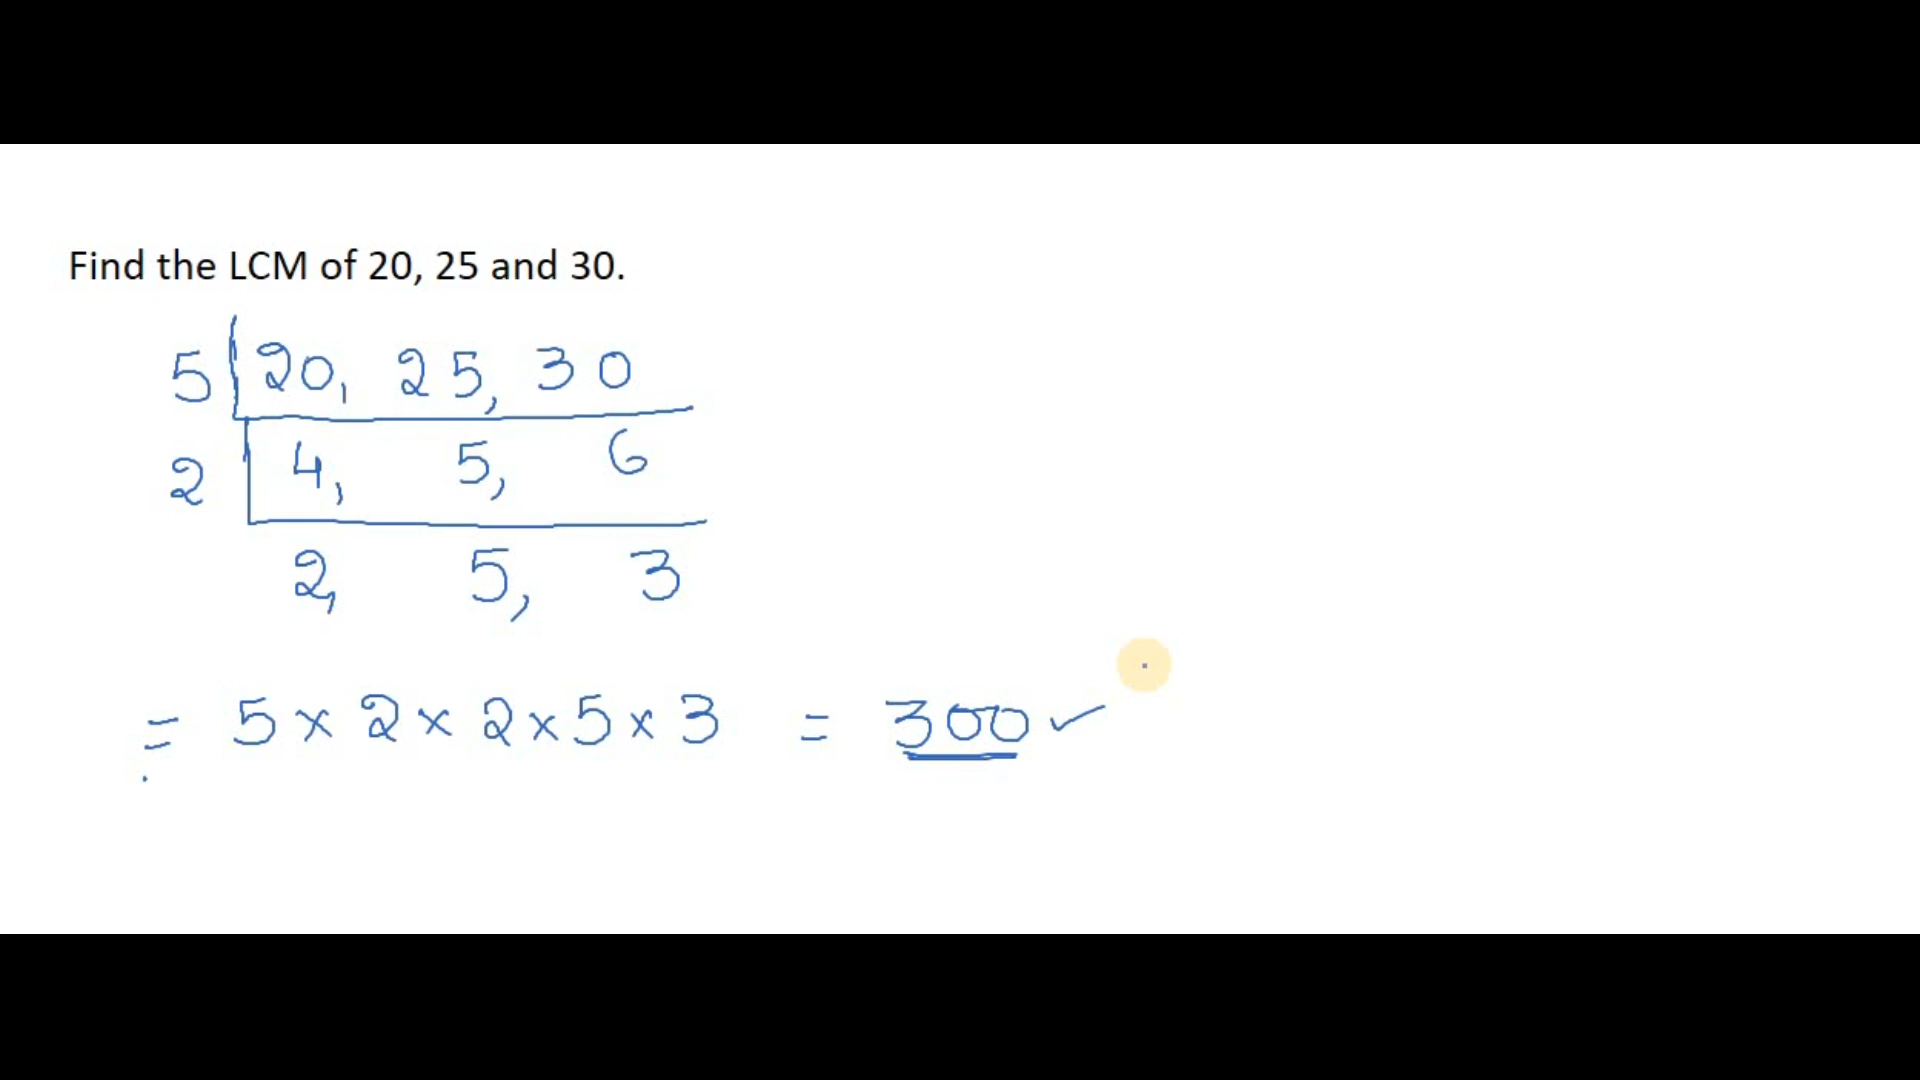 Find the LCM of 20, 25 and 30.
5 | 20, 25, 30
2 | 4, 5, 6
2, 5, 3
= 5 × 2 × 2 × 5 × 3 = 300 ✓